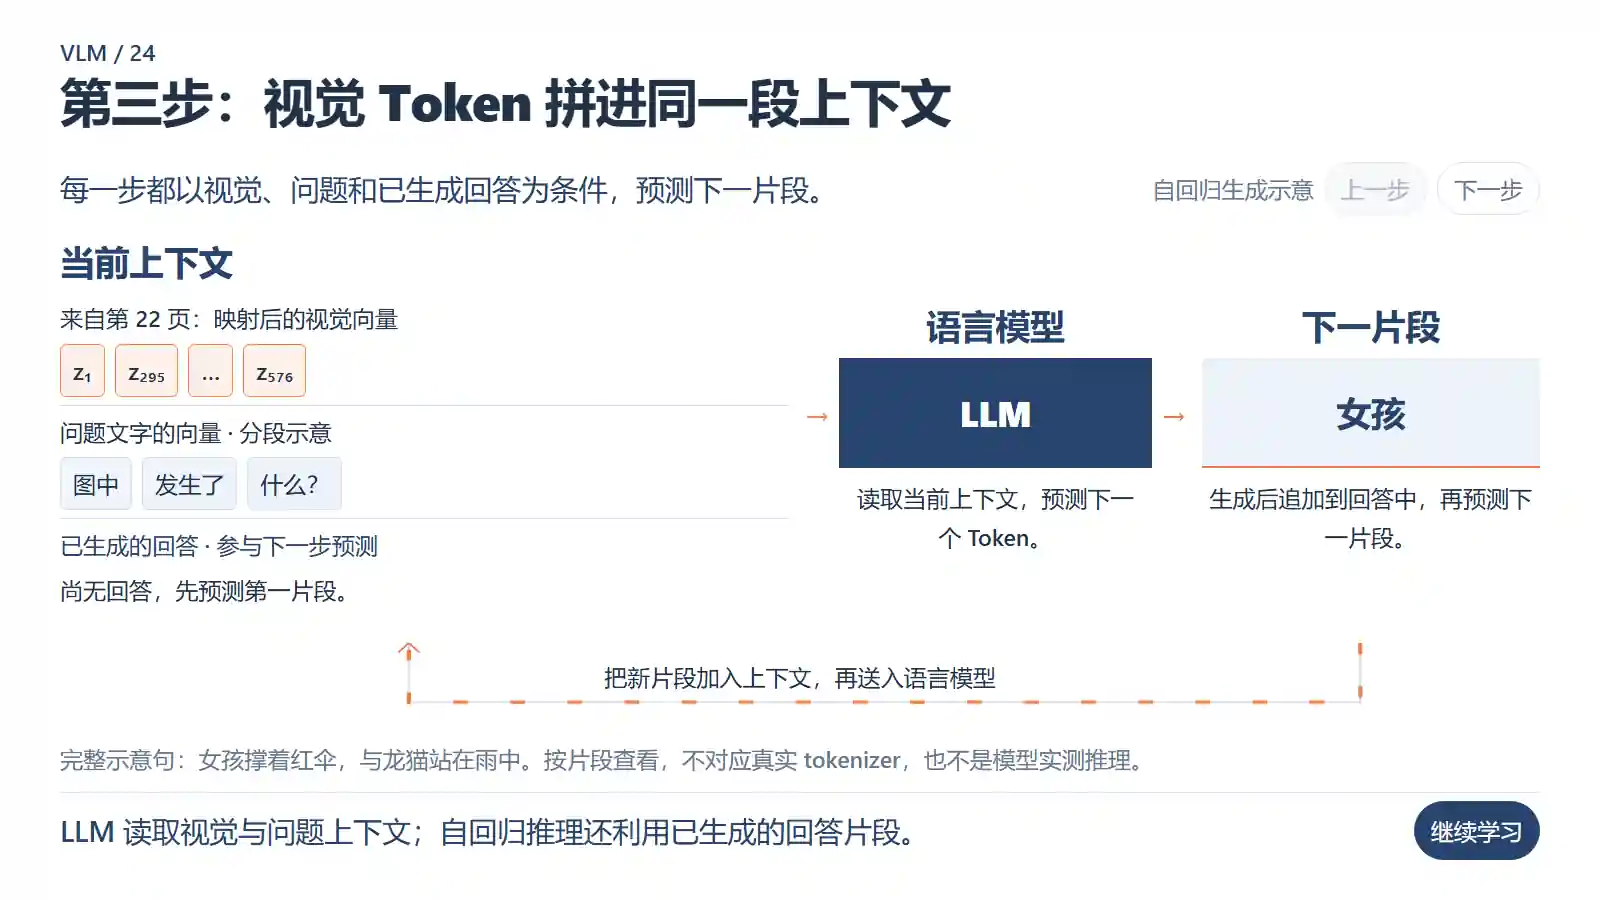 VLM / 24
第三步：视觉 Token 拼进同一段上下文
每一步都以视觉、问题和已生成回答为条件，预测下一片段。
自回归生成示意 上一步 下一步
当前上下文
来自第 22 页：映射后的视觉向量
z₁ z₂₉₅ … z₅₇₆
问题文字的向量 · 分段示意
图中 发生了 什么？
已生成的回答 · 参与下一步预测
尚无回答，先预测第一片段。
→
语言模型
LLM
读取当前上下文，预测下一
个 Token。
→
下一片段
女孩
生成后追加到回答中，再预测下
一片段。
把新片段加入上下文，再送入语言模型
完整示意句：女孩撑着红伞，与龙猫站在雨中。按片段查看，不对应真实 tokenizer，也不是模型实测推理。
LLM 读取视觉与问题上下文；自回归推理还利用已生成的回答片段。
继续学习